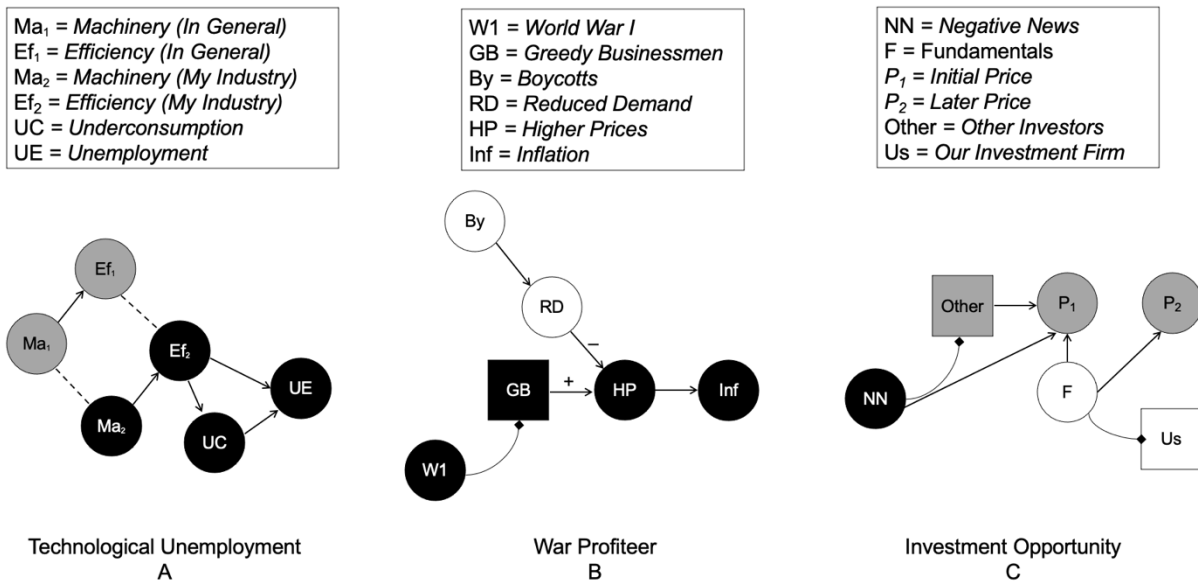 Ma₁ = Machinery (In General)
Ef₁ = Efficiency (In General)
Ma₂ = Machinery (My Industry)
Ef₂ = Efficiency (My Industry)
UC = Underconsumption
UE = Unemployment
Ef₁
Ma₁
Ef₂
UE
Ma₂
UC
Technological Unemployment
A
W1 = World War I
GB = Greedy Businessmen
By = Boycotts
RD = Reduced Demand
HP = Higher Prices
Inf = Inflation
By
RD
–
GB
+
HP
Inf
W1
War Profiteer
B
NN = Negative News
F = Fundamentals
P₁ = Initial Price
P₂ = Later Price
Other = Other Investors
Us = Our Investment Firm
Other
P₁
P₂
NN
F
Us
Investment Opportunity
C